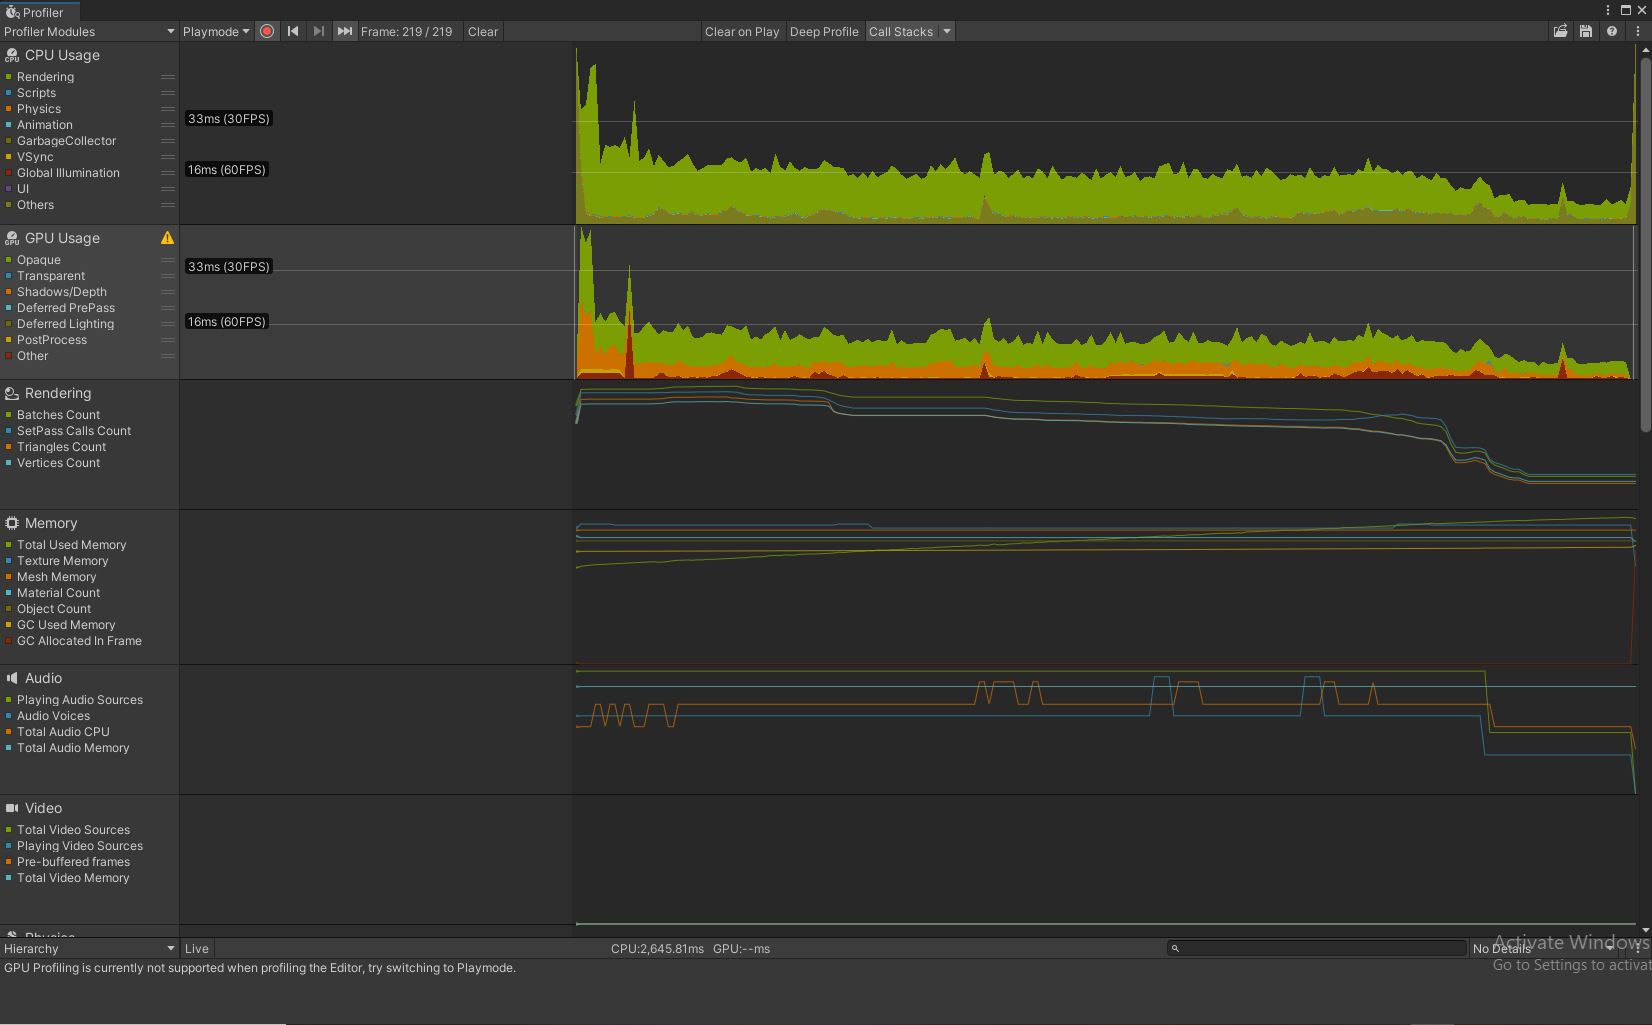 Profiler
Profiler Modules
Playmode
Frame: 219 / 219
Clear
Clear on Play
Deep Profile
Call Stacks
CPU Usage
CPU
Rendering
Scripts
Physics
Animation
GarbageCollector
VSync
Global Illumination
UI
Others
33ms (30FPS)
16ms (60FPS)
GPU Usage
GPU
Opaque
Transparent
Shadows/Depth
Deferred PrePass
Deferred Lighting
PostProcess
Other
33ms (30FPS)
16ms (60FPS)
Rendering
Batches Count
SetPass Calls Count
Triangles Count
Vertices Count
Memory
Total Used Memory
Texture Memory
Mesh Memory
Material Count
Object Count
GC Used Memory
GC Allocated In Frame
Audio
Playing Audio Sources
Audio Voices
Total Audio CPU
Total Audio Memory
Video
Total Video Sources
Playing Video Sources
Pre-buffered frames
Total Video Memory
Physics
Hierarchy
Live
CPU:2,645.81ms GPU:--ms
No Details
Activate Windows
Go to Settings to activat
GPU Profiling is currently not supported when profiling the Editor, try switching to Playmode.